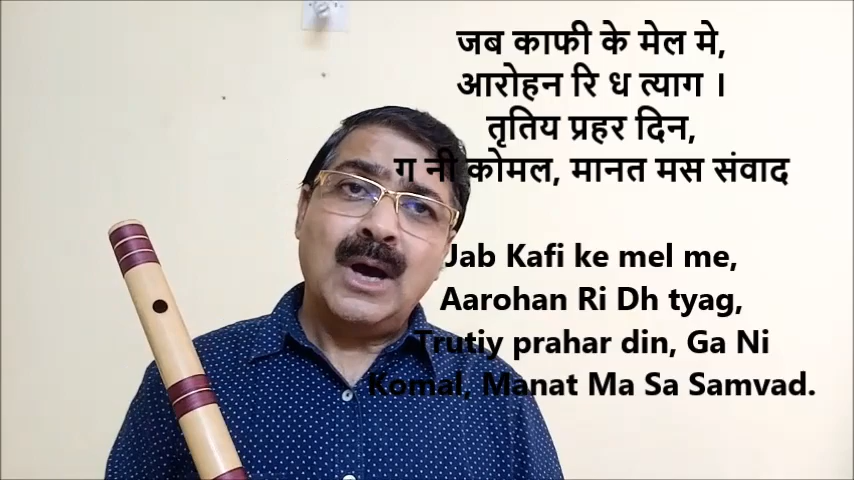 जब काफी के मेल मे,
आरोहन रि ध त्याग ।
तृतिय प्रहर दिन,
ग नी कोमल, मानत मस संवाद
Jab Kafi ke mel me,
Aarohan Ri Dh tyag,
Trutiy prahar din, Ga Ni
Komal, Manat Ma Sa Samvad.